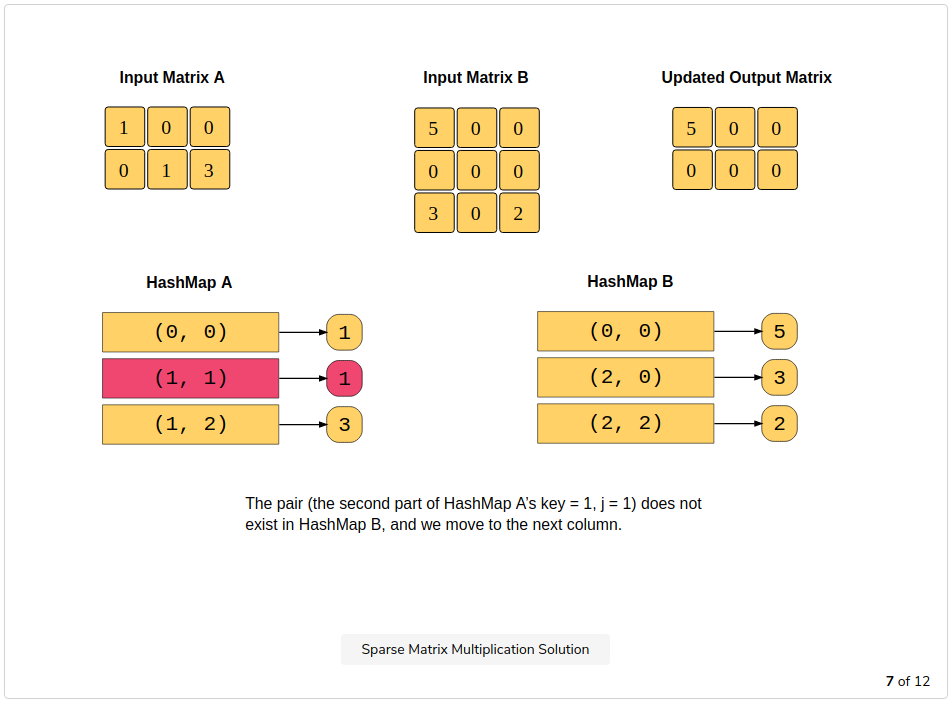 Input Matrix A
Input Matrix B
Updated Output Matrix
1 0 0
0 1 3
5 0 0
0 0 0
3 0 2
5 0 0
0 0 0
HashMap A
(0, 0) 1
(1, 1) 1
(1, 2) 3
HashMap B
(0, 0) 5
(2, 0) 3
(2, 2) 2
The pair (the second part of HashMap A's key = 1, j = 1) does not
exist in HashMap B, and we move to the next column.
Sparse Matrix Multiplication Solution
7 of 12